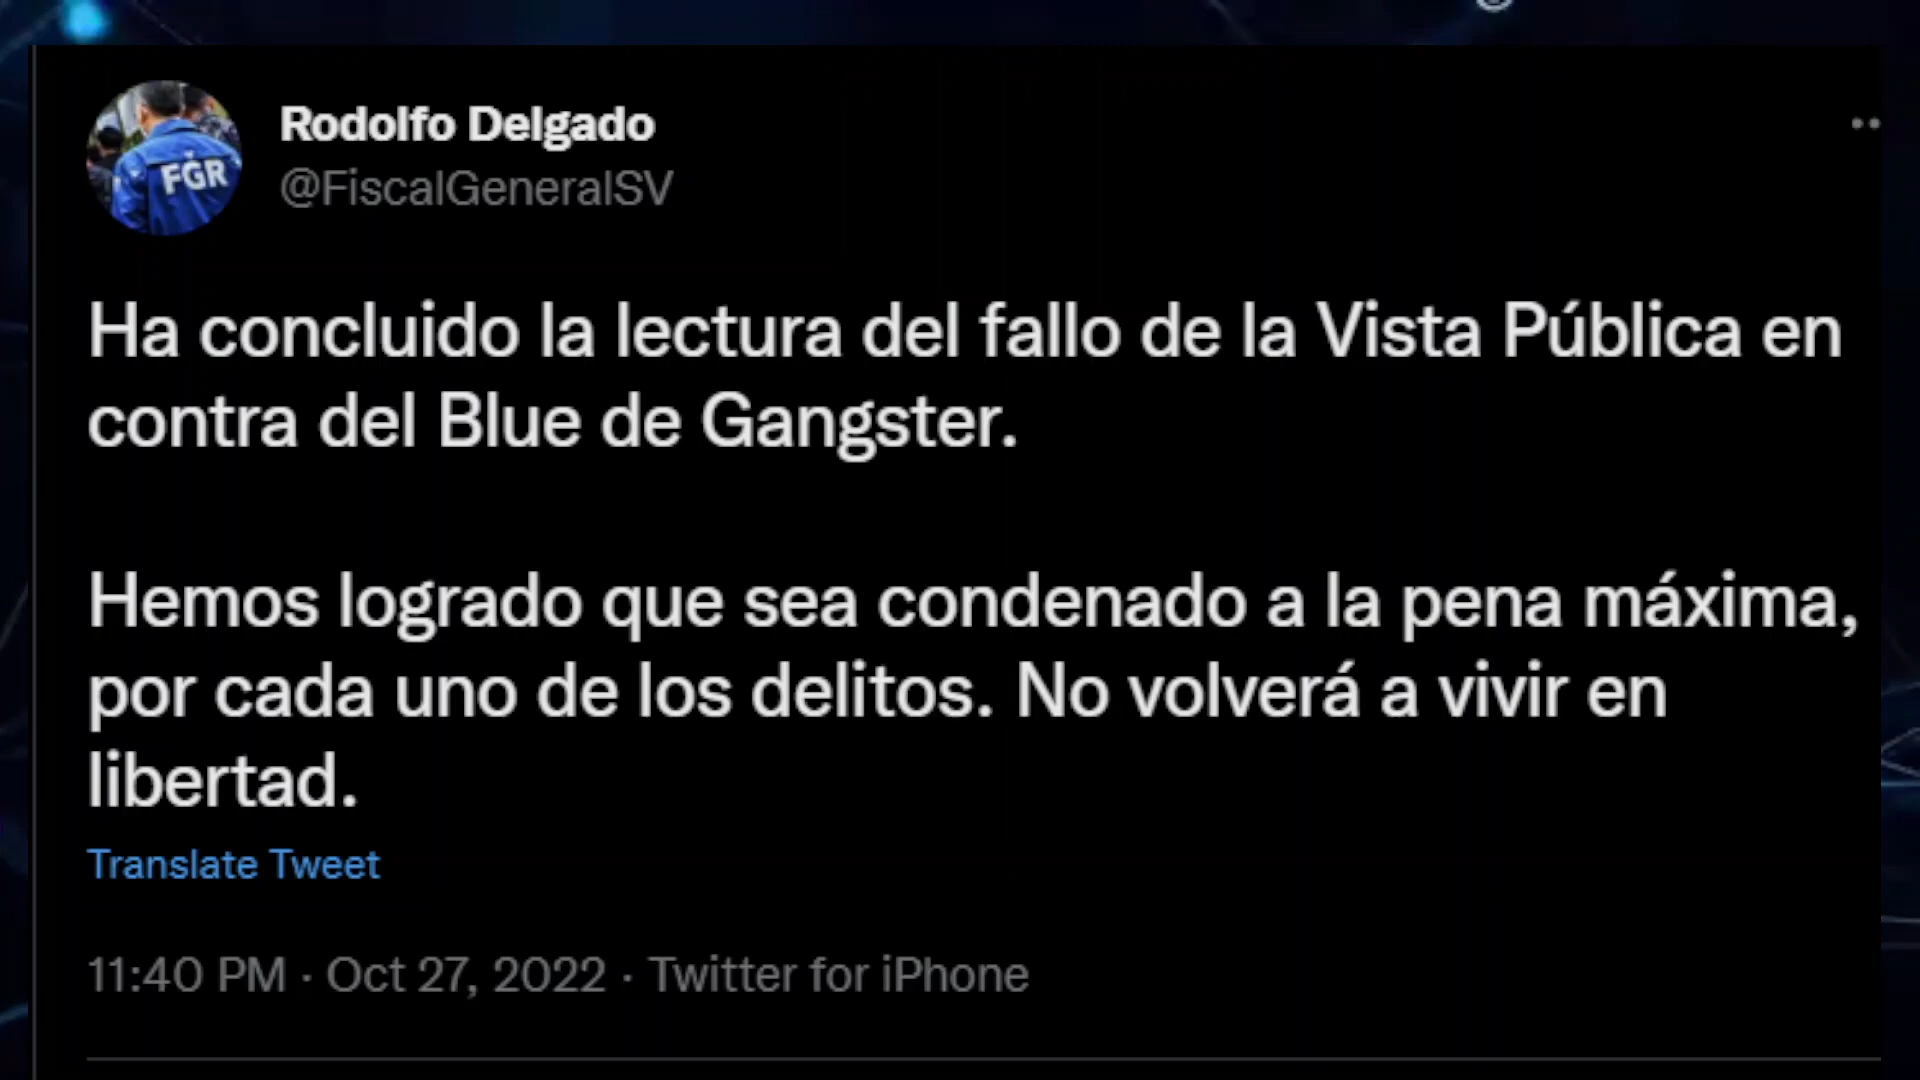 Rodolfo Delgado
@FiscalGeneralSV
FGR
Ha concluido la lectura del fallo de la Vista Pública en
contra del Blue de Gangster.
Hemos logrado que sea condenado a la pena máxima,
por cada uno de los delitos. No volverá a vivir en
libertad.
Translate Tweet
11:40 PM · Oct 27, 2022 · Twitter for iPhone